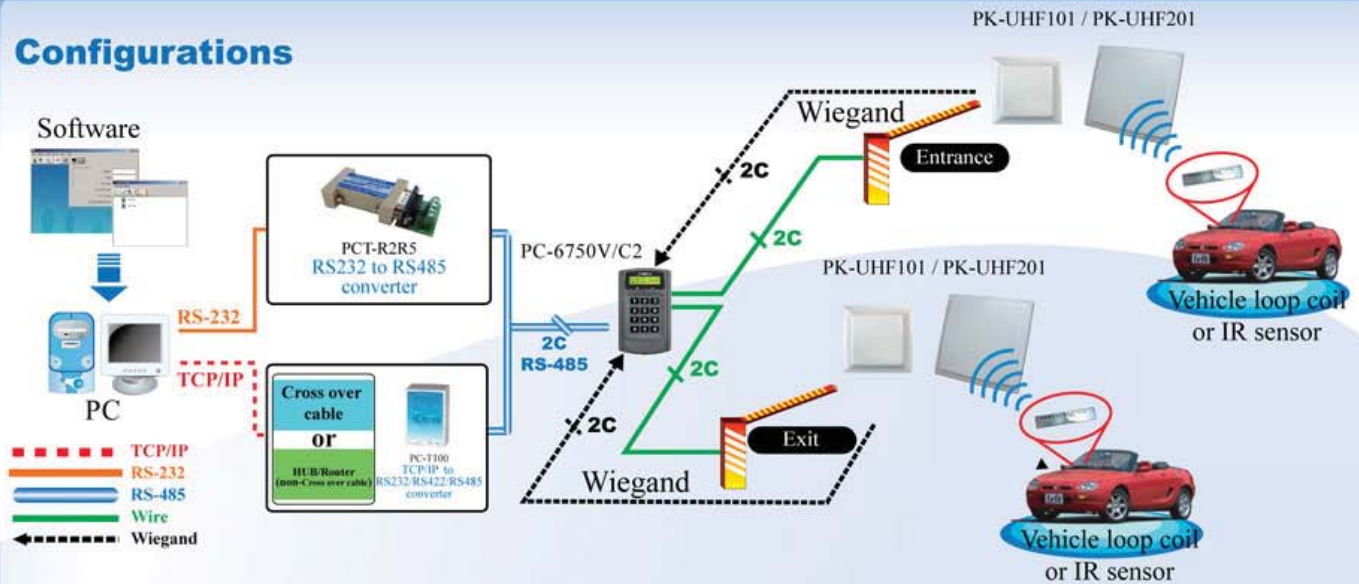 PK-UHF101 / PK-UHF201
Configurations
Software
Wiegand
Entrance
2C
2C
PCT-R2R5
RS232 to RS485
converter
PC-6750V/C2
PK-UHF101 / PK-UHF201
Vehicle loop coil
or IR sensor
RS-232
2C
RS-485
TCP/IP
2C
PC
Cross over
cable
or
HUB/Router
(non-Cross over cable)
PC-T100
TCP/IP to
RS232/RS422/RS485
converter
2C
Exit
Wiegand
TCP/IP
RS-232
RS-485
Wire
Wiegand
Vehicle loop coil
or IR sensor